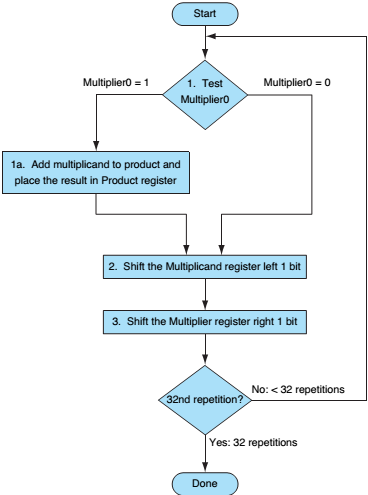 Start
Multiplier0 = 1
1. Test
Multiplier0
Multiplier0 = 0
1a. Add multiplicand to product and
place the result in Product register
2. Shift the Multiplicand register left 1 bit
3. Shift the Multiplier register right 1 bit
32nd repetition?
No: < 32 repetitions
Yes: 32 repetitions
Done